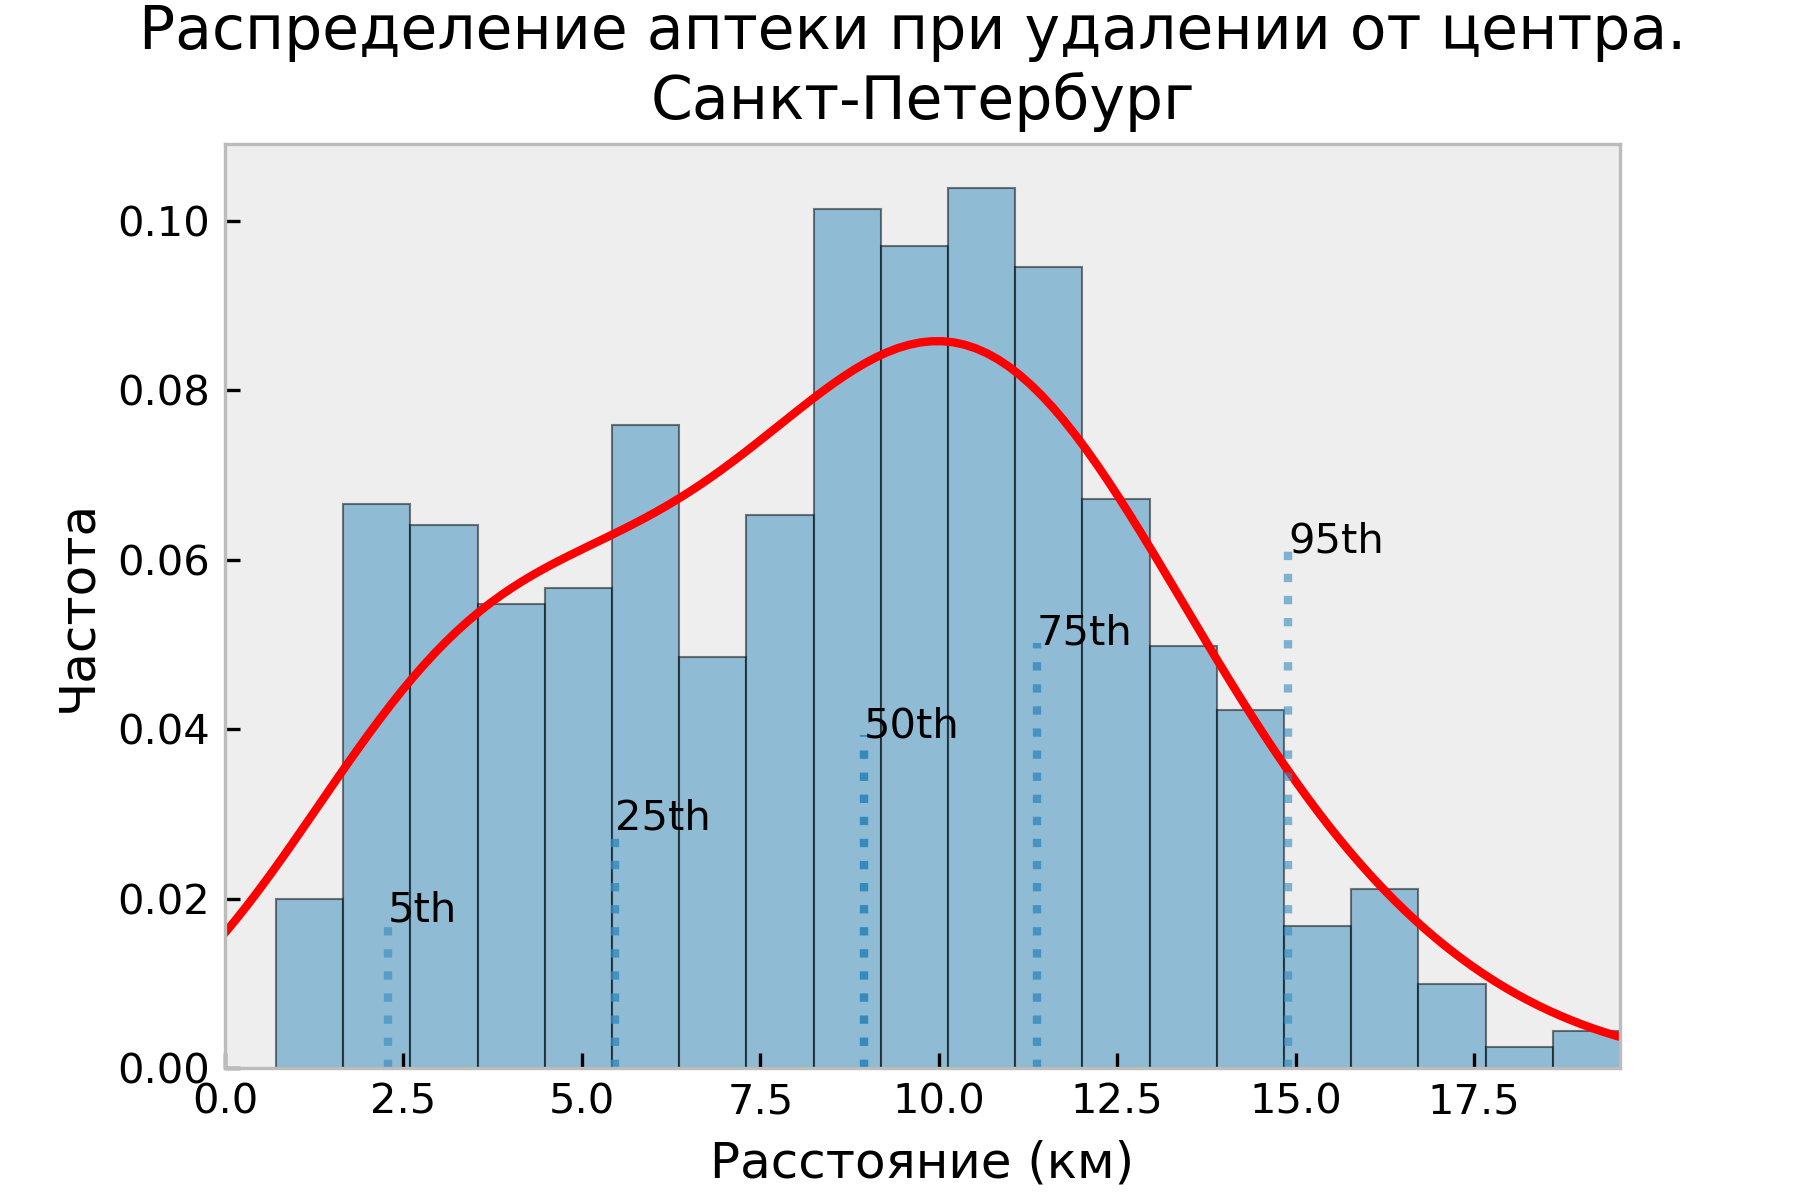 Распределение аптеки при удалении от центра.
Санкт-Петербург
0.10
0.08
0.06
0.04
0.02
0.00
Частота
95th
75th
50th
25th
5th
0.0 2.5 5.0 7.5 10.0 12.5 15.0 17.5
Расстояние (км)